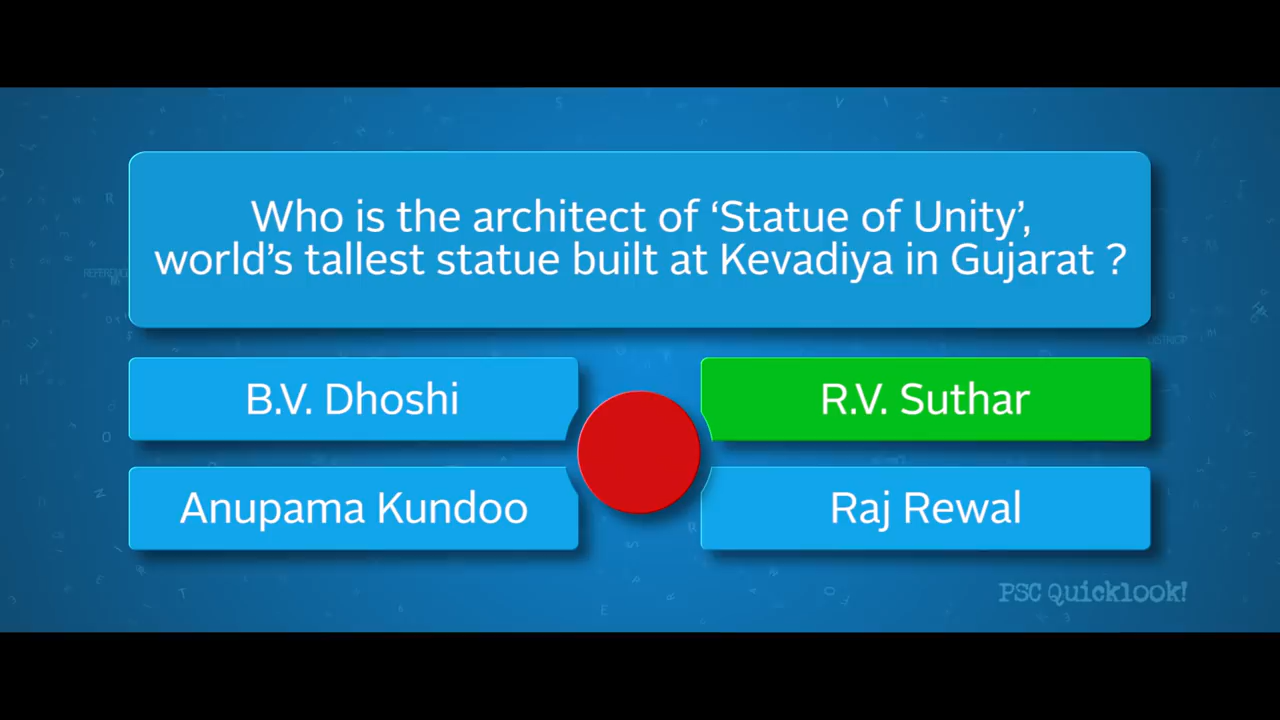 Who is the architect of ‘Statue of Unity’,
world’s tallest statue built at Kevadiya in Gujarat ?
B.V. Dhoshi
R.V. Suthar
Anupama Kundoo
Raj Rewal
PSC Quicklook!